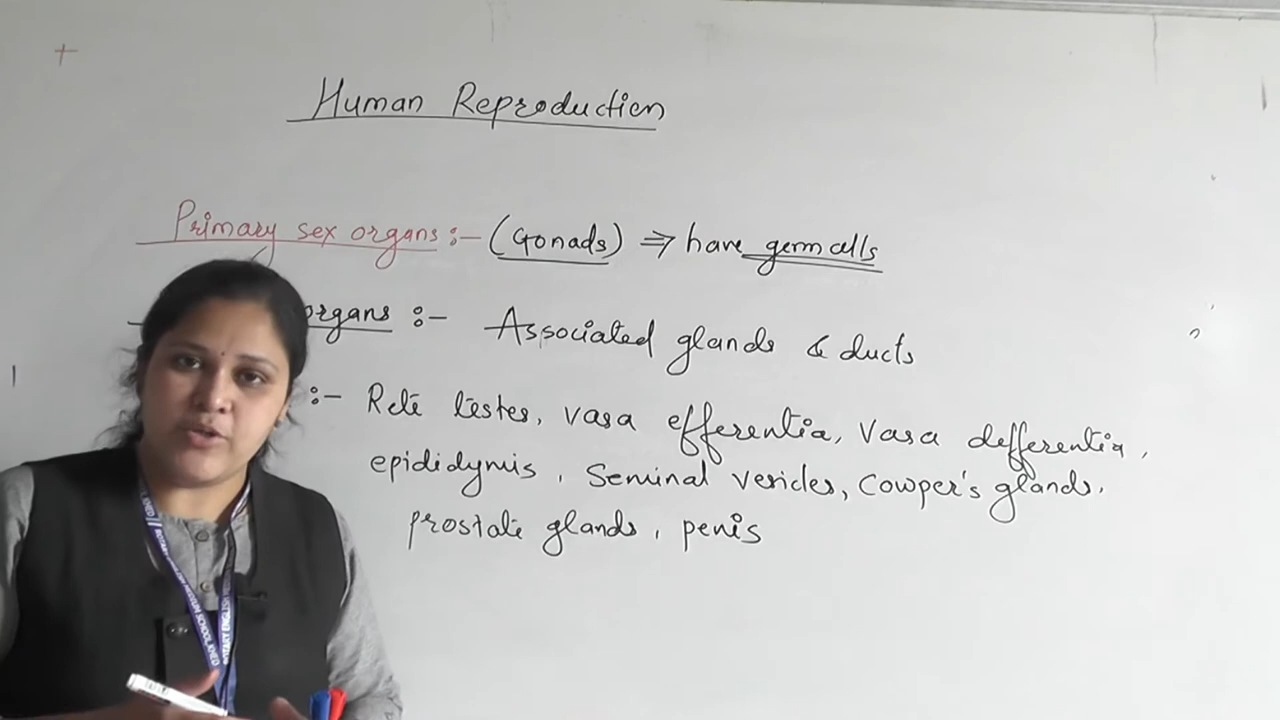 Human Reproduction
Primary sex organs :- (Gonads) ⇒ have germ cells
organs :- Associated glands & ducts
:- Rete testes, vasa efferentia, Vasa defferentia,
epididymis, Seminal vesicles, Cowper's glands,
prostate glands, penis